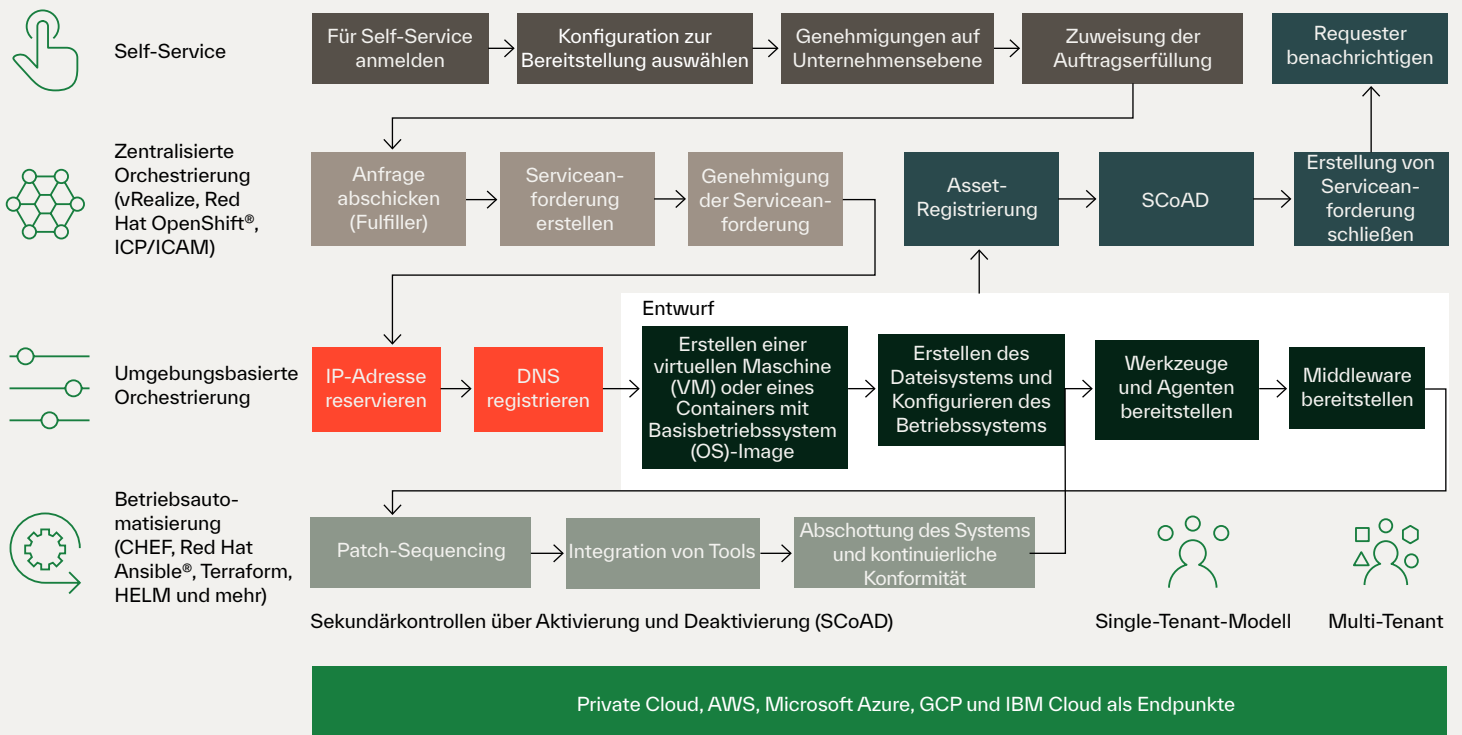 Self-Service
Für Self-Service
anmelden
Konfiguration zur
Bereitstellung auswählen
Genehmigungen auf
Unternehmensebene
Zuweisung der
Auftragserfüllung
Requester
benachrichtigen
Zentralisierte
Orchestrierung
(vRealize, Red
Hat OpenShift®,
ICP/ICAM)
Anfrage
abschicken
(Fulfiller)
Servicean-
forderung
erstellen
Genehmigung
der Servicean-
forderung
Asset-
Registrierung
SCoAD
Erstellung von
Servicean-
forderung
schließen
Umgebungsbasierte
Orchestrierung
IP-Adresse
reservieren
DNS
registrieren
Entwurf
Erstellen einer
virtuellen Maschine
(VM) oder eines
Containers mit
Basisbetriebssystem
(OS)-Image
Erstellen des
Dateisystems und
Konfigurieren des
Betriebssystems
Werkzeuge
und Agenten
bereitstellen
Middleware
bereitstellen
Betriebsauto-
matisierung
(CHEF, Red Hat
Ansible®, Terraform,
HELM und mehr)
Patch-Sequencing
Integration von Tools
Abschottung des Systems
und kontinuierliche
Konformität
Sekundärkontrollen über Aktivierung und Deaktivierung (SCoAD)
Single-Tenant-Modell
Multi-Tenant
Private Cloud, AWS, Microsoft Azure, GCP und IBM Cloud als Endpunkte